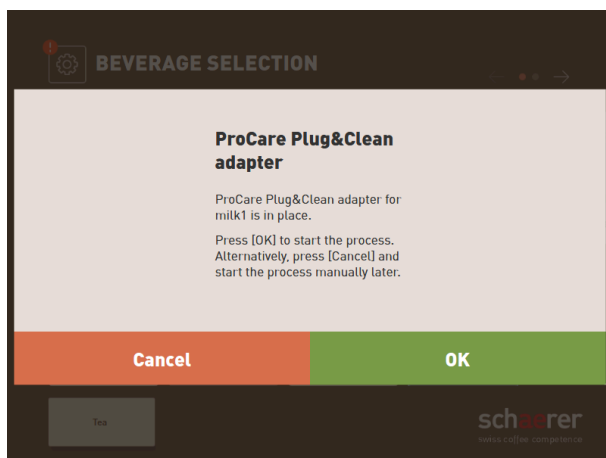 !
BEVERAGE SELECTION
ProCare Plug&Clean
adapter
ProCare Plug&Clean adapter for
milk1 is in place.
Press [OK] to start the process.
Alternatively, press [Cancel] and
start the process manually later.
Cancel
OK
Tea
schaerer
swiss coffee competence